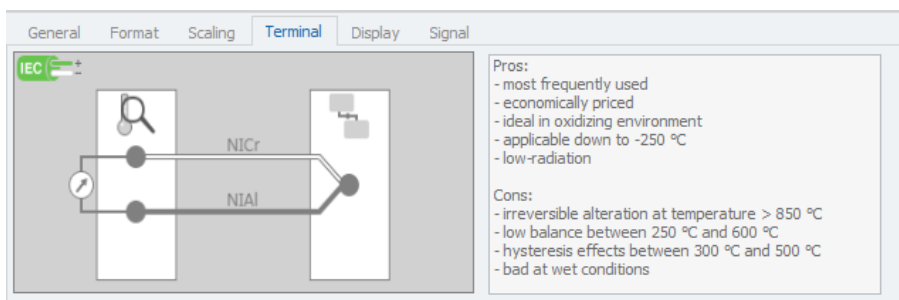 General Format Scaling Terminal Display Signal
IEC + -
NICr
NIAl
Pros:
- most frequently used
- economically priced
- ideal in oxidizing environment
- applicable down to -250 °C
- low-radiation
Cons:
- irreversible alteration at temperature > 850 °C
- low balance between 250 °C and 600 °C
- hysteresis effects between 300 °C and 500 °C
- bad at wet conditions